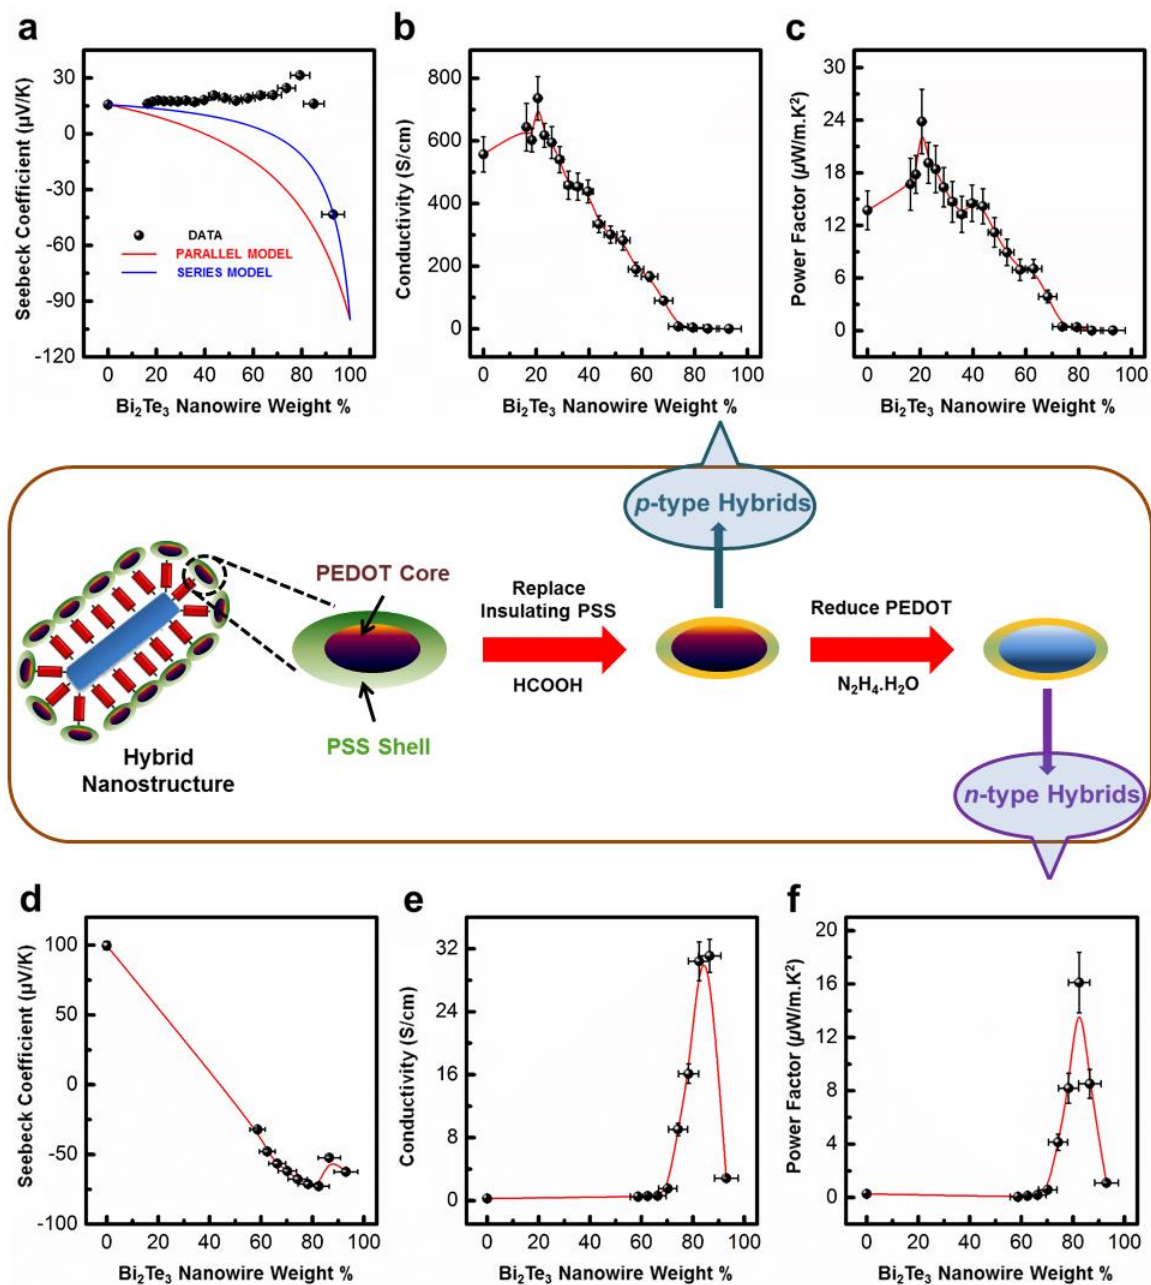 a
Seebeck Coefficient (µV/K)
30
0
-30
-60
-90
-120
DATA
PARALLEL MODEL
SERIES MODEL
0 20 40 60 80 100
Bi₂Te₃ Nanowire Weight %
b
Conductivity (S/cm)
800
600
400
200
0
0 20 40 60 80 100
Bi₂Te₃ Nanowire Weight %
c
Power Factor (µW/m.K²)
30
24
18
12
6
0
0 20 40 60 80 100
Bi₂Te₃ Nanowire Weight %
p-type Hybrids
PEDOT Core
PSS Shell
Hybrid
Nanostructure
Replace
Insulating PSS
HCOOH
Reduce PEDOT
N₂H₄.H₂O
n-type Hybrids
d
Seebeck Coefficient (µV/K)
100
50
0
-50
-100
0 20 40 60 80 100
Bi₂Te₃ Nanowire Weight %
e
Conductivity (S/cm)
32
24
16
8
0
0 20 40 60 80 100
Bi₂Te₃ Nanowire Weight %
f
Power Factor (µW/m.K²)
20
16
12
8
4
0
0 20 40 60 80 100
Bi₂Te₃ Nanowire Weight %